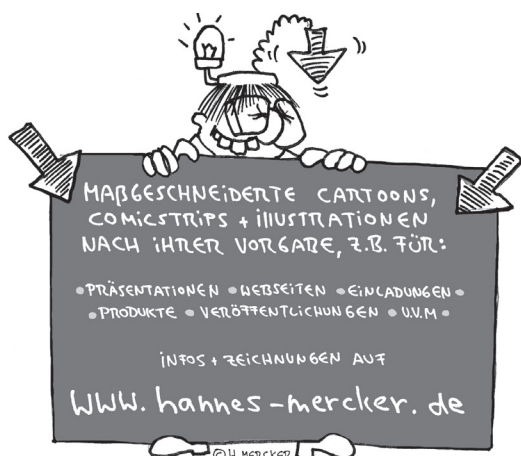 MAßGESCHNEIDERTE CARTOONS,
COMICSTRIPS + ILLUSTRATIONEN
NACH IHRER VORGABE, Z.B. FÜR:
• PRÄSENTATIONEN • WEBSEITEN • EINLADUNGEN •
• PRODUKTE • VERÖFFENTLICHUNGEN • U.V.M •
INFOS + ZEICHNUNGEN AUF
WWW. hannes-mercker. de
© H. MERCKER